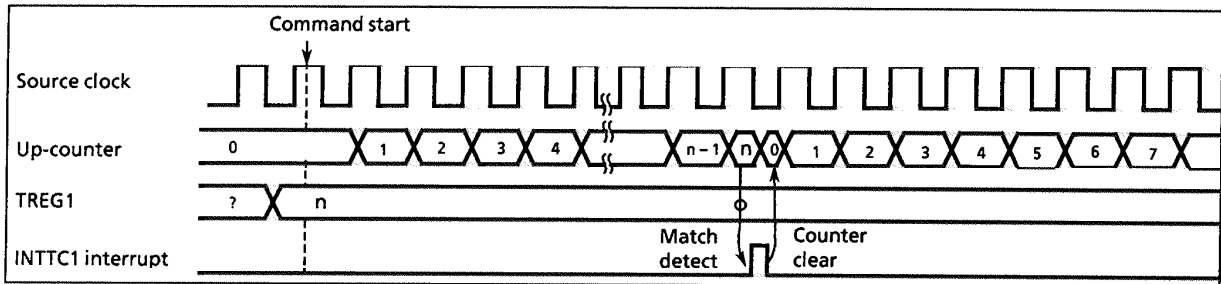 Command start
Source clock
Up-counter
0 1 2 3 4 n – 1 n 0 1 2 3 4 5 6 7
TREG1
? n
Match detect
Counter clear
INTTC1 interrupt